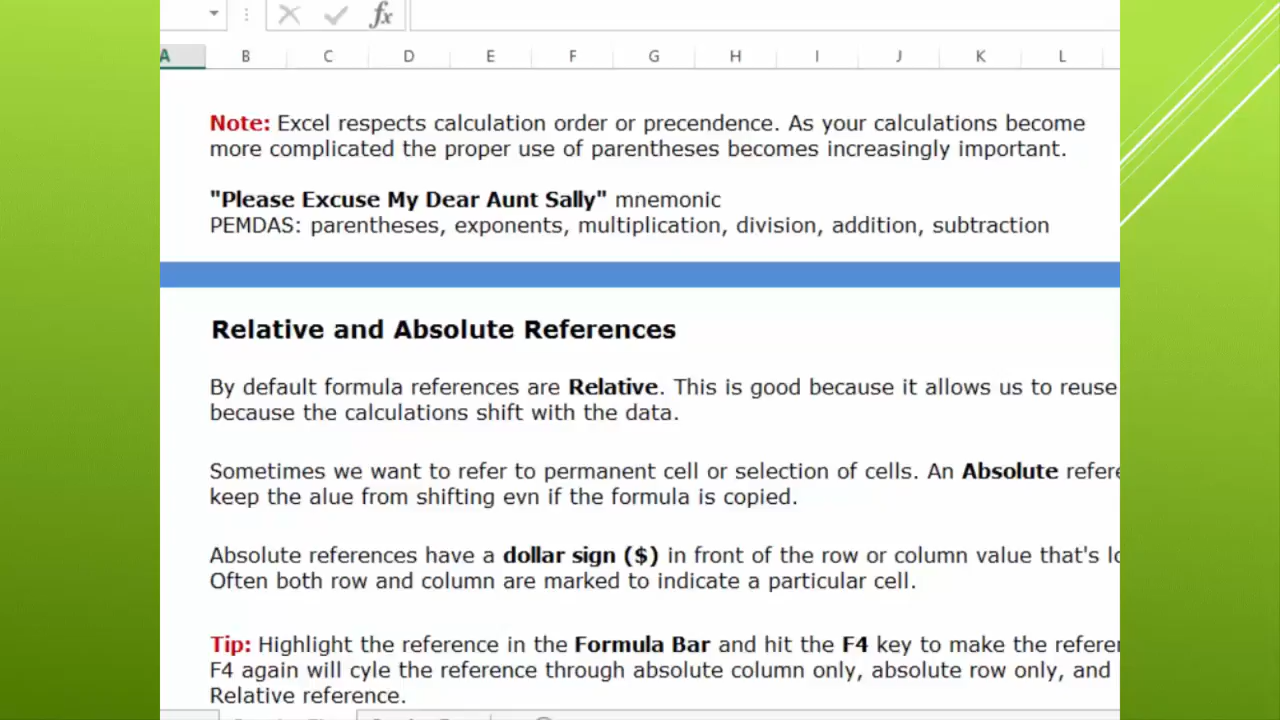 fx
A B C D E F G H I J K L
Note: Excel respects calculation order or precendence. As your calculations become
more complicated the proper use of parentheses becomes increasingly important.
"Please Excuse My Dear Aunt Sally" mnemonic
PEMDAS: parentheses, exponents, multiplication, division, addition, subtraction
Relative and Absolute References
By default formula references are Relative. This is good because it allows us to reuse
because the calculations shift with the data.
Sometimes we want to refer to permanent cell or selection of cells. An Absolute refere
keep the alue from shifting evn if the formula is copied.
Absolute references have a dollar sign ($) in front of the row or column value that's lo
Often both row and column are marked to indicate a particular cell.
Tip: Highlight the reference in the Formula Bar and hit the F4 key to make the referen
F4 again will cyle the reference through absolute column only, absolute row only, and
Relative reference.